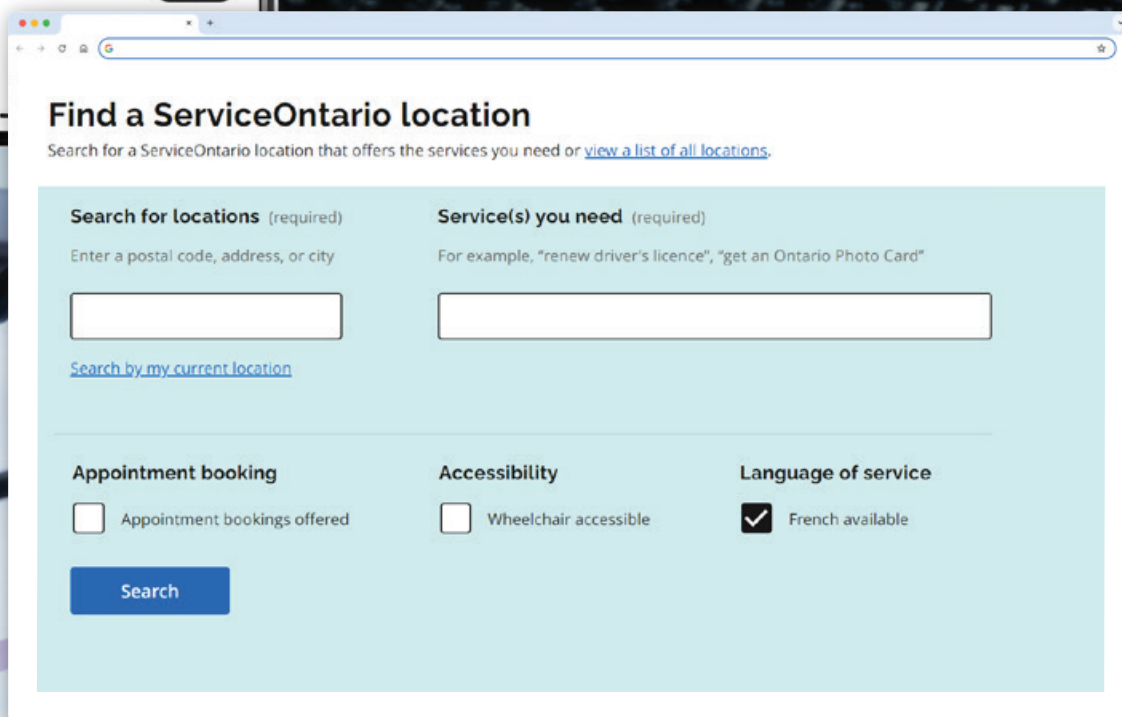 Find a ServiceOntario location
Search for a ServiceOntario location that offers the services you need or view a list of all locations.
Search for locations (required)
Service(s) you need (required)
Enter a postal code, address, or city
For example, “renew driver’s licence”, “get an Ontario Photo Card”
Search by my current location
Appointment booking
Accessibility
Language of service
Appointment bookings offered
Wheelchair accessible
French available
Search